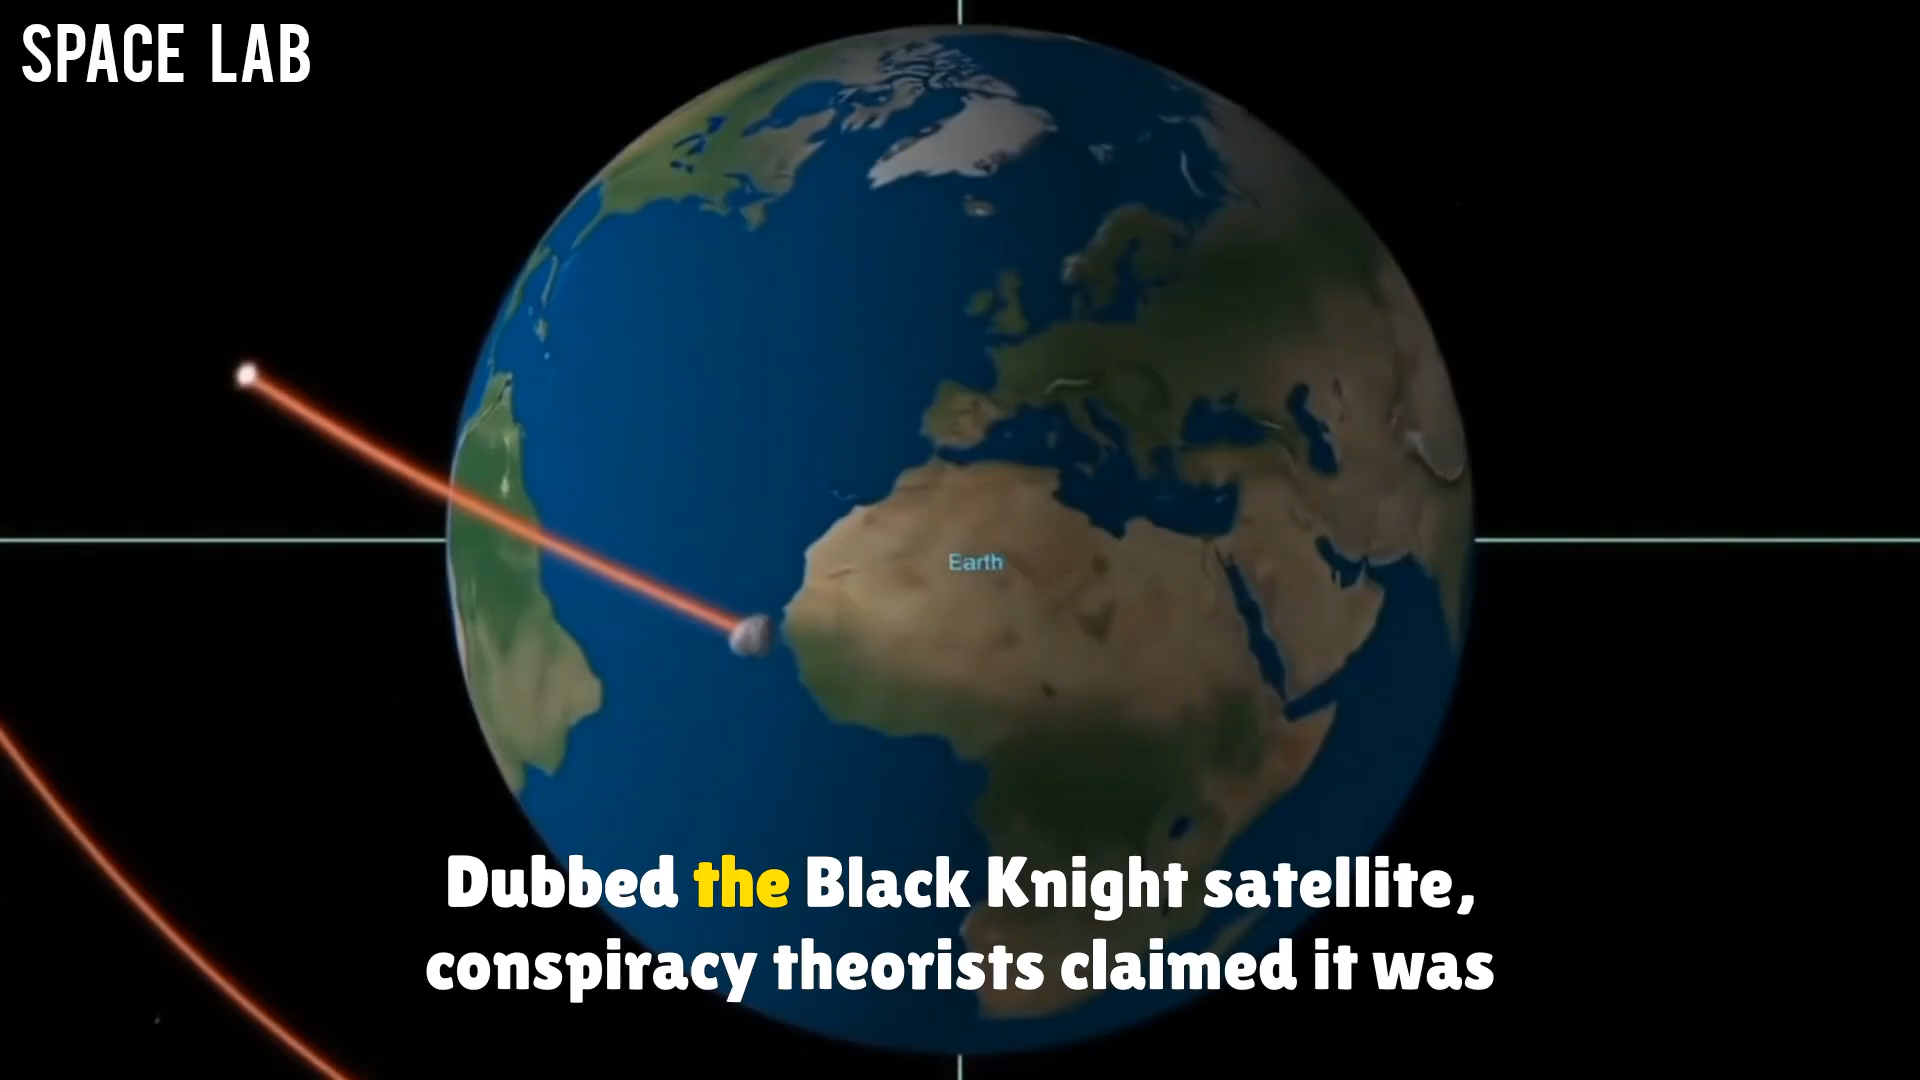 SPACE LAB
Earth
Dubbed the Black Knight satellite,
conspiracy theorists claimed it was